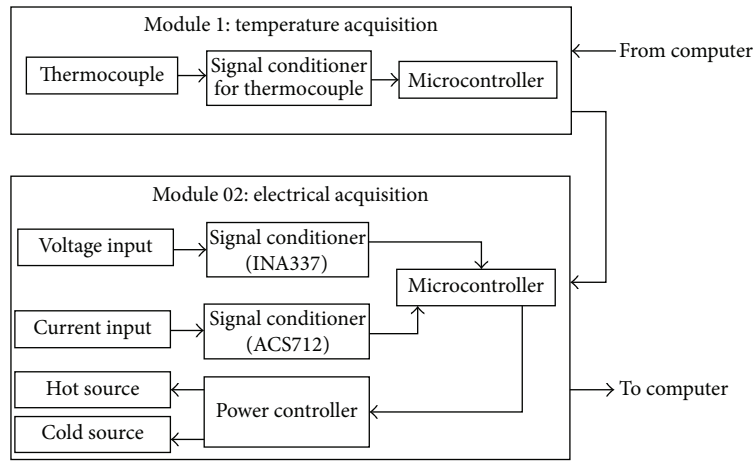 Module 1: temperature acquisition
From computer
Thermocouple
Signal conditioner
for thermocouple
Microcontroller
Module 02: electrical acquisition
Voltage input
Signal conditioner
(INA337)
Microcontroller
Current input
Signal conditioner
(ACS712)
Hot source
Power controller
To computer
Cold source